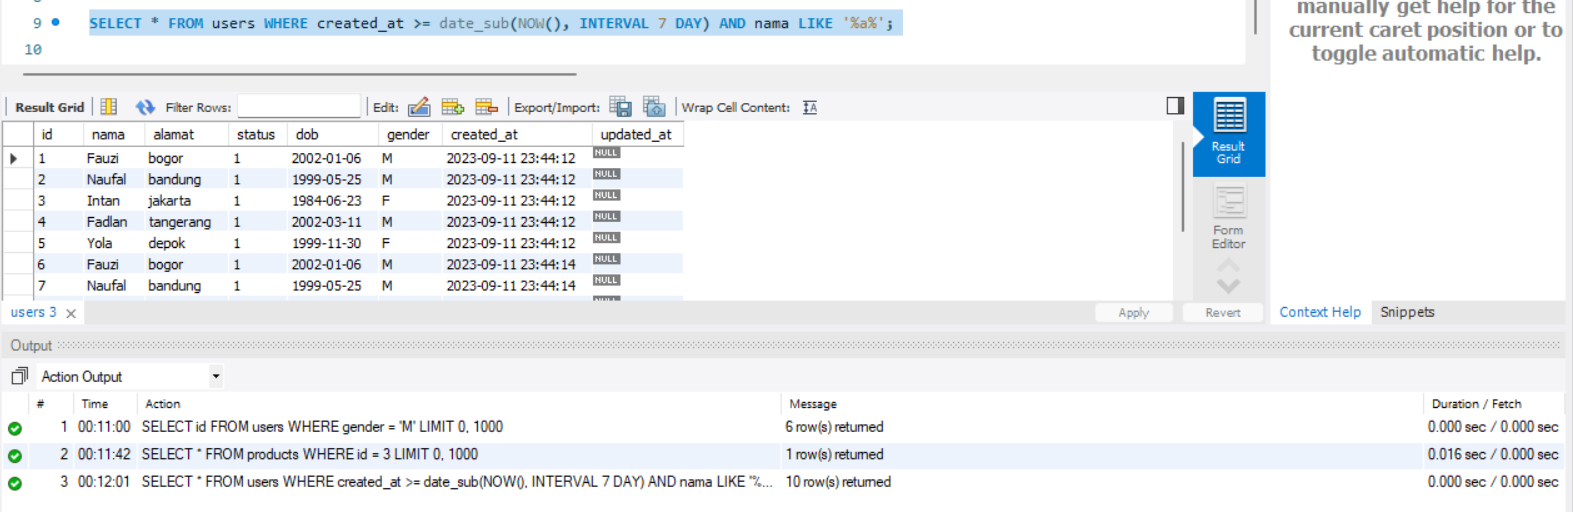 9 SELECT * FROM users WHERE created_at >= date_sub(NOW(), INTERVAL 7 DAY) AND nama LIKE '%a%';
10
manually get help for the
current caret position or to
toggle automatic help.
Result Grid Filter Rows: Edit: Export/Import: Wrap Cell Content:
id nama alamat status dob gender created_at updated_at
1 Fauzi bogor 1 2002-01-06 M 2023-09-11 23:44:12 NULL
2 Naufal bandung 1 1999-05-25 M 2023-09-11 23:44:12 NULL
3 Intan jakarta 1 1984-06-23 F 2023-09-11 23:44:12 NULL
4 Fadlan tangerang 1 2002-03-11 M 2023-09-11 23:44:12 NULL
5 Yola depok 1 1999-11-30 F 2023-09-11 23:44:12 NULL
6 Fauzi bogor 1 2002-01-06 M 2023-09-11 23:44:14 NULL
7 Naufal bandung 1 1999-05-25 M 2023-09-11 23:44:14 NULL
Result
Grid
Form
Editor
users 3 Apply Revert Context Help Snippets
Output
Action Output
# Time Action Message Duration / Fetch
1 00:11:00 SELECT id FROM users WHERE gender = 'M' LIMIT 0, 1000 6 row(s) returned 0.000 sec / 0.000 sec
2 00:11:42 SELECT * FROM products WHERE id = 3 LIMIT 0, 1000 1 row(s) returned 0.016 sec / 0.000 sec
3 00:12:01 SELECT * FROM users WHERE created_at >= date_sub(NOW(), INTERVAL 7 DAY) AND nama LIKE '%... 10 row(s) returned 0.000 sec / 0.000 sec